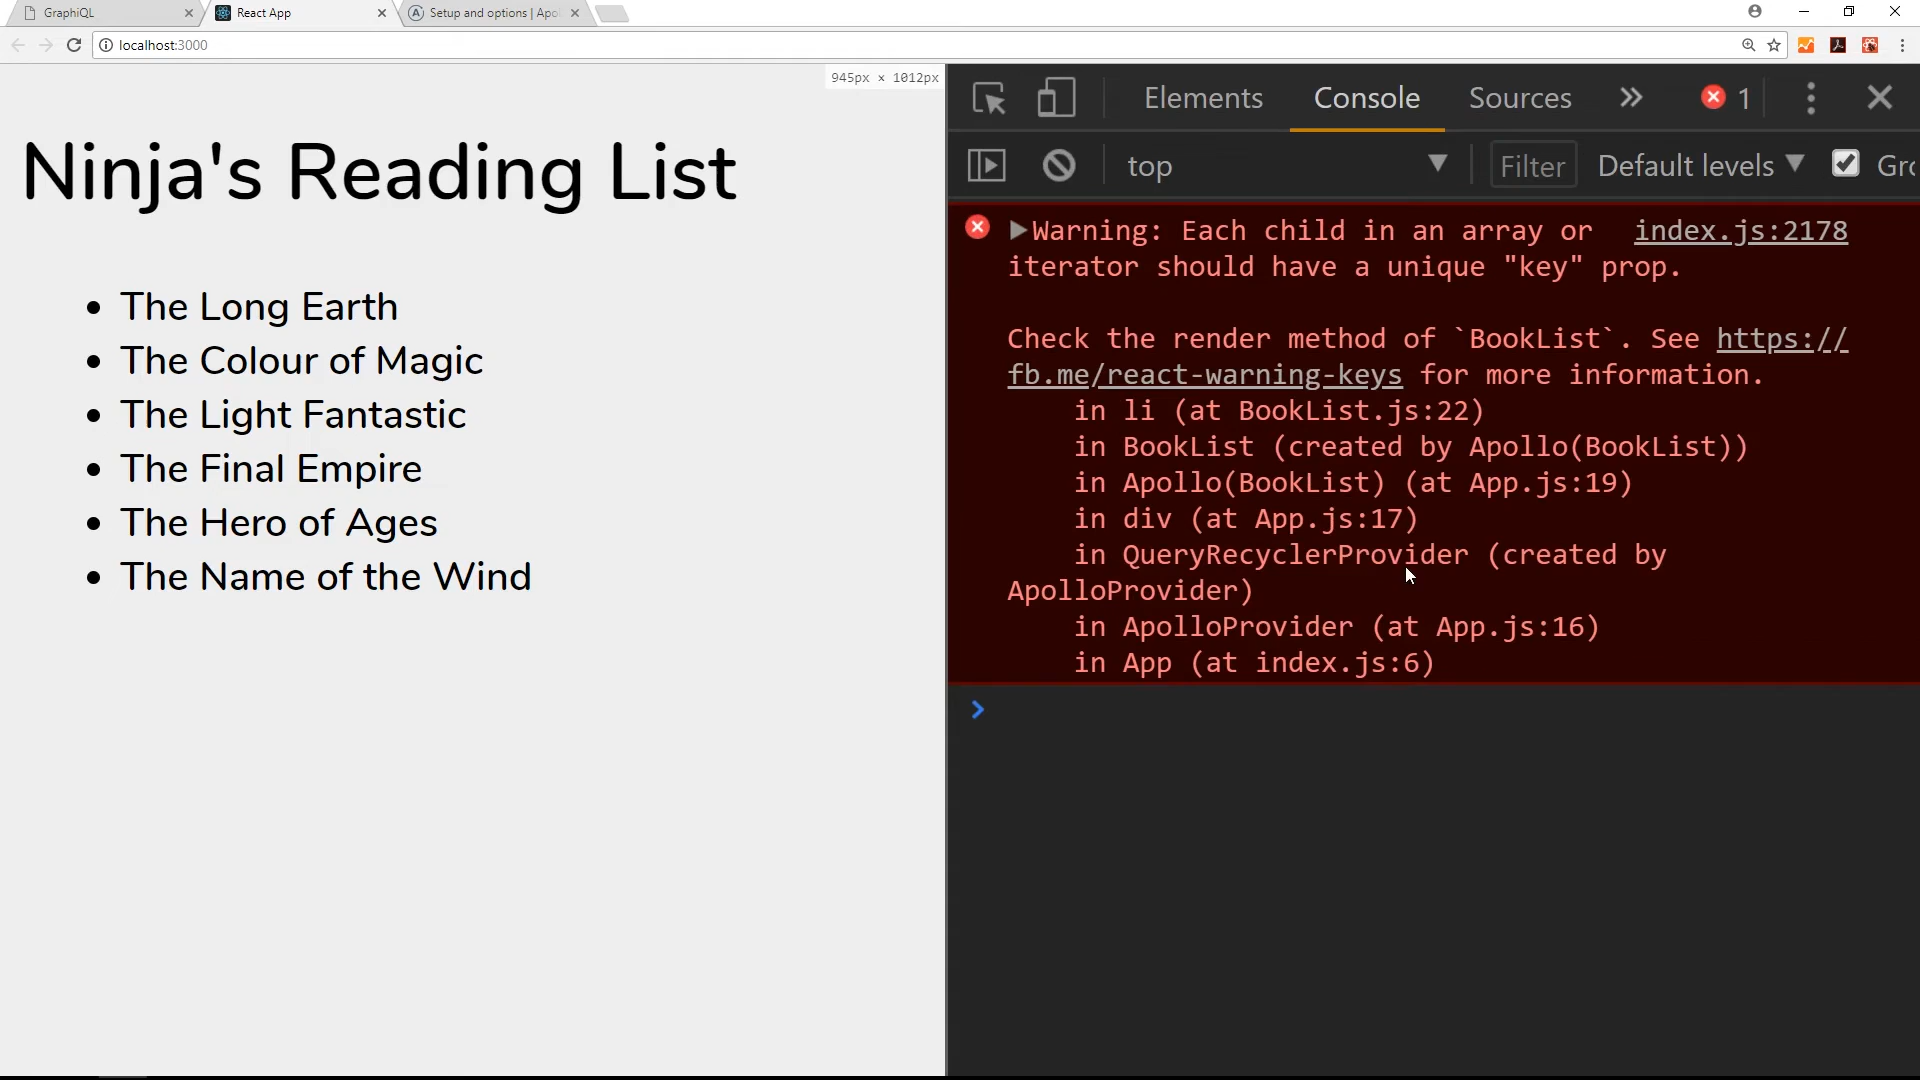 GraphiQL
React App
Setup and options | Apo
localhost:3000
945px × 1012px
Ninja's Reading List
• The Long Earth
• The Colour of Magic
• The Light Fantastic
• The Final Empire
• The Hero of Ages
• The Name of the Wind
Elements Console Sources » 1
top Filter Default levels Gro
Warning: Each child in an array or index.js:2178
iterator should have a unique "key" prop.
Check the render method of `BookList`. See https://
fb.me/react-warning-keys for more information.
in li (at BookList.js:22)
in BookList (created by Apollo(BookList))
in Apollo(BookList) (at App.js:19)
in div (at App.js:17)
in QueryRecyclerProvider (created by
ApolloProvider)
in ApolloProvider (at App.js:16)
in App (at index.js:6)